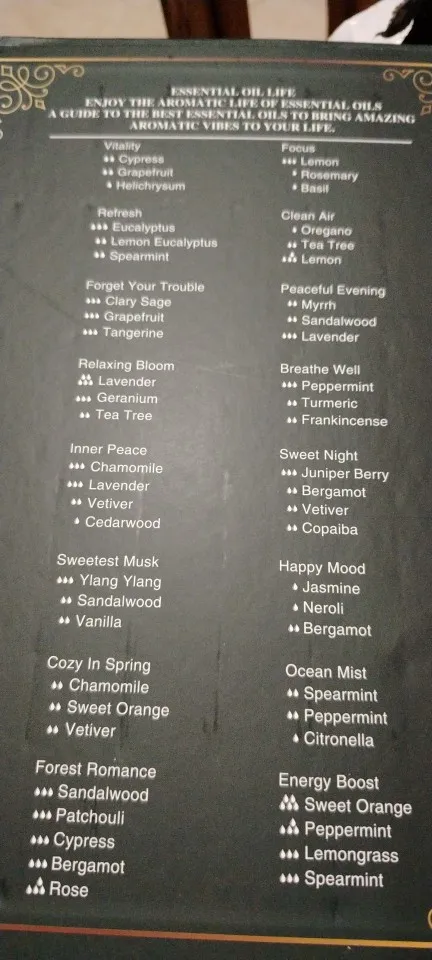 ESSENTIAL OIL LIFE
ENJOY THE AROMATIC LIFE OF ESSENTIAL OILS
A GUIDE TO THE BEST ESSENTIAL OILS TO BRING AMAZING
AROMATIC VIBES TO YOUR LIFE.
Vitality
Cypress
Grapefruit
Helichrysum
Refresh
Eucalyptus
Lemon Eucalyptus
Spearmint
Forget Your Trouble
Clary Sage
Grapefruit
Tangerine
Relaxing Bloom
Lavender
Geranium
Tea Tree
Inner Peace
Chamomile
Lavender
Vetiver
Cedarwood
Sweetest Musk
Ylang Ylang
Sandalwood
Vanilla
Cozy In Spring
Chamomile
Sweet Orange
Vetiver
Forest Romance
Sandalwood
Patchouli
Cypress
Bergamot
Rose
Focus
Lemon
Rosemary
Basil
Clean Air
Oregano
Tea Tree
Lemon
Peaceful Evening
Myrrh
Sandalwood
Lavender
Breathe Well
Peppermint
Turmeric
Frankincense
Sweet Night
Juniper Berry
Bergamot
Vetiver
Copaiba
Happy Mood
Jasmine
Neroli
Bergamot
Ocean Mist
Spearmint
Peppermint
Citronella
Energy Boost
Sweet Orange
Peppermint
Lemongrass
Spearmint